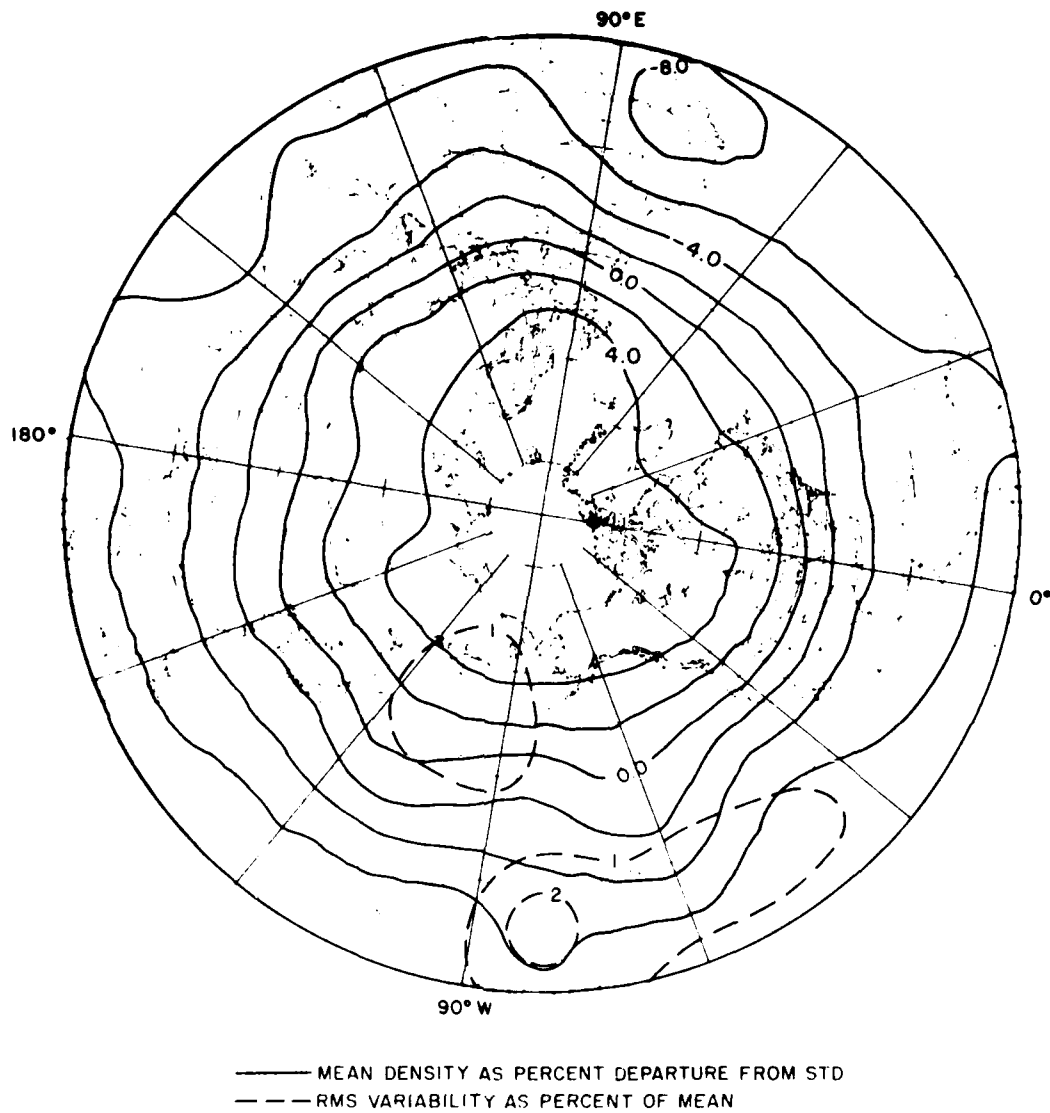 90° E
-8.0
-4.0
0.0
4.0
180°
0°
1
0.0
1
2
90° W
MEAN DENSITY AS PERCENT DEPARTURE FROM STD
RMS VARIABILITY AS PERCENT OF MEAN